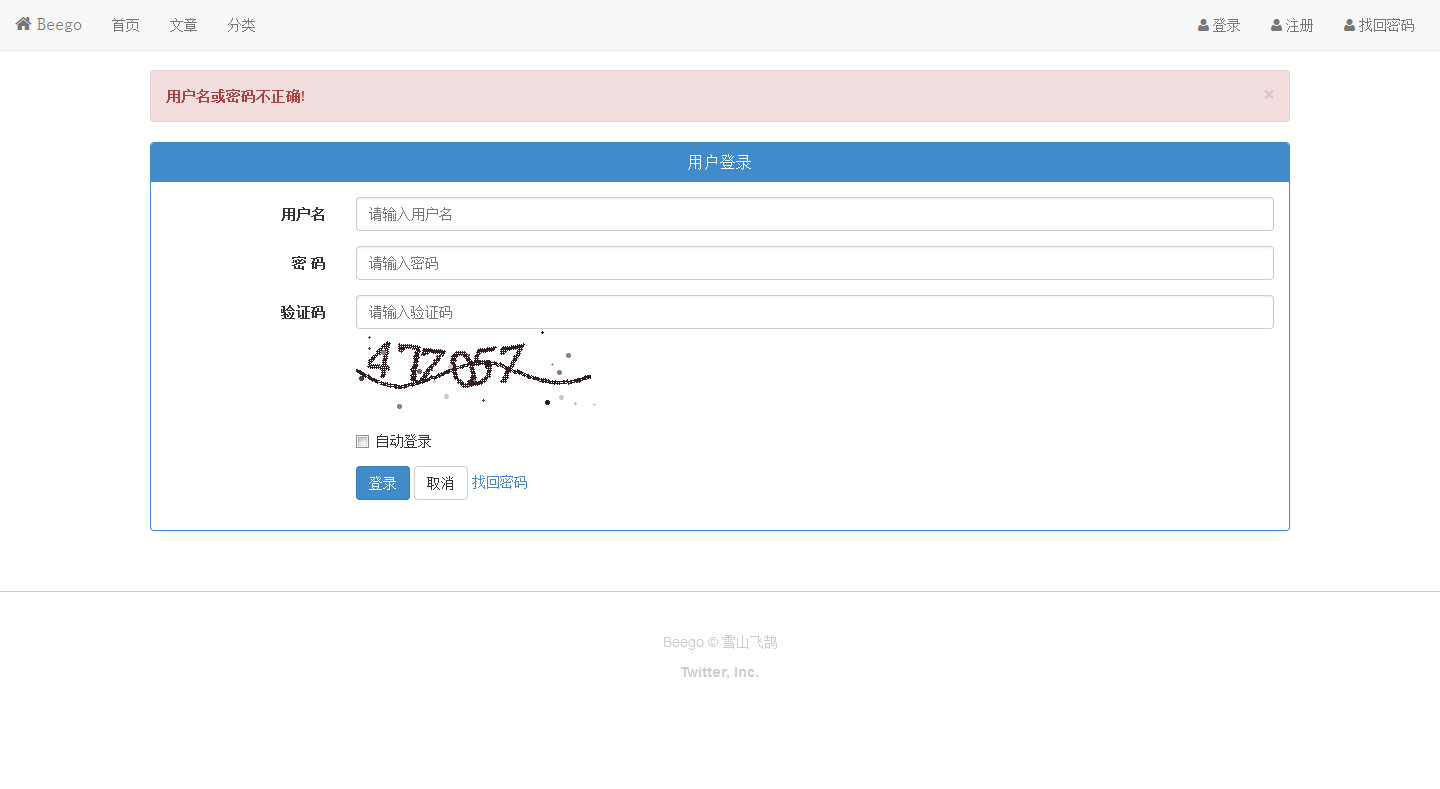 Beego 首页 文章 分类 登录 注册 找回密码
用户名或密码不正确! ×
用户登录
用户名 请输入用户名
密 码 请输入密码
验证码 请输入验证码
自动登录
登录 取消 找回密码
Beego © 雪山飞鹄
Twitter, Inc.